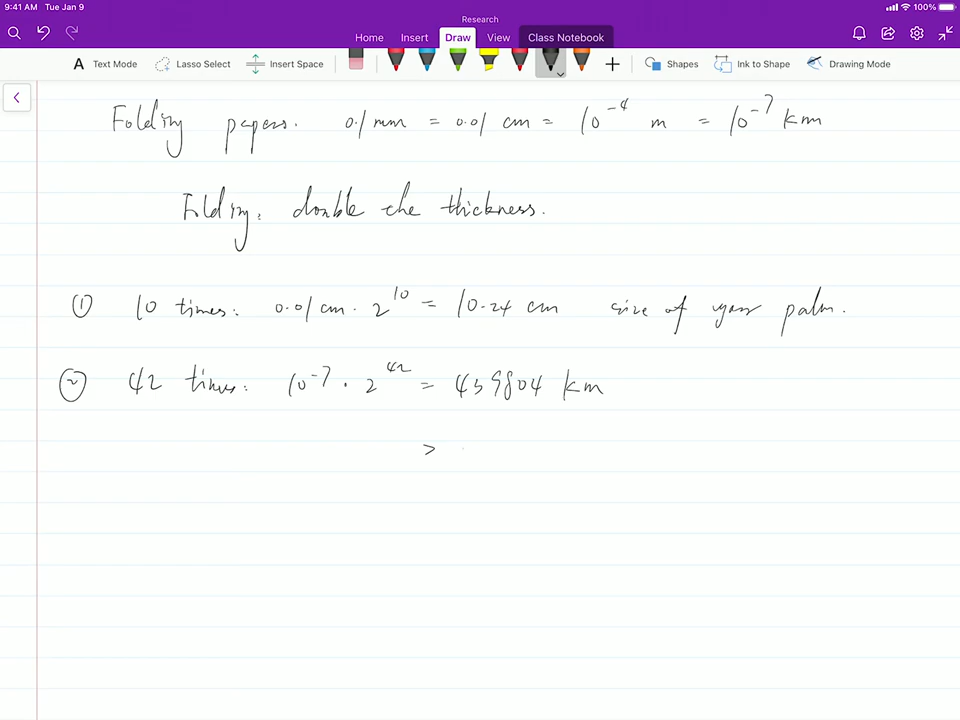 9:41 AM Tue Jan 9 100%
Research
Home Insert Draw View Class Notebook
Text Mode Lasso Select Insert Space Shapes Ink to Shape Drawing Mode
Folding papers. 0.1 mm = 0.01 cm = 10^-4 m = 10^-7 km
Folding: double the thickness.
① 10 times: 0.01 cm · 2^10 = 10.24 cm size of your palm.
② 42 times: 10^-7 · 2^42 = 439804 km
>